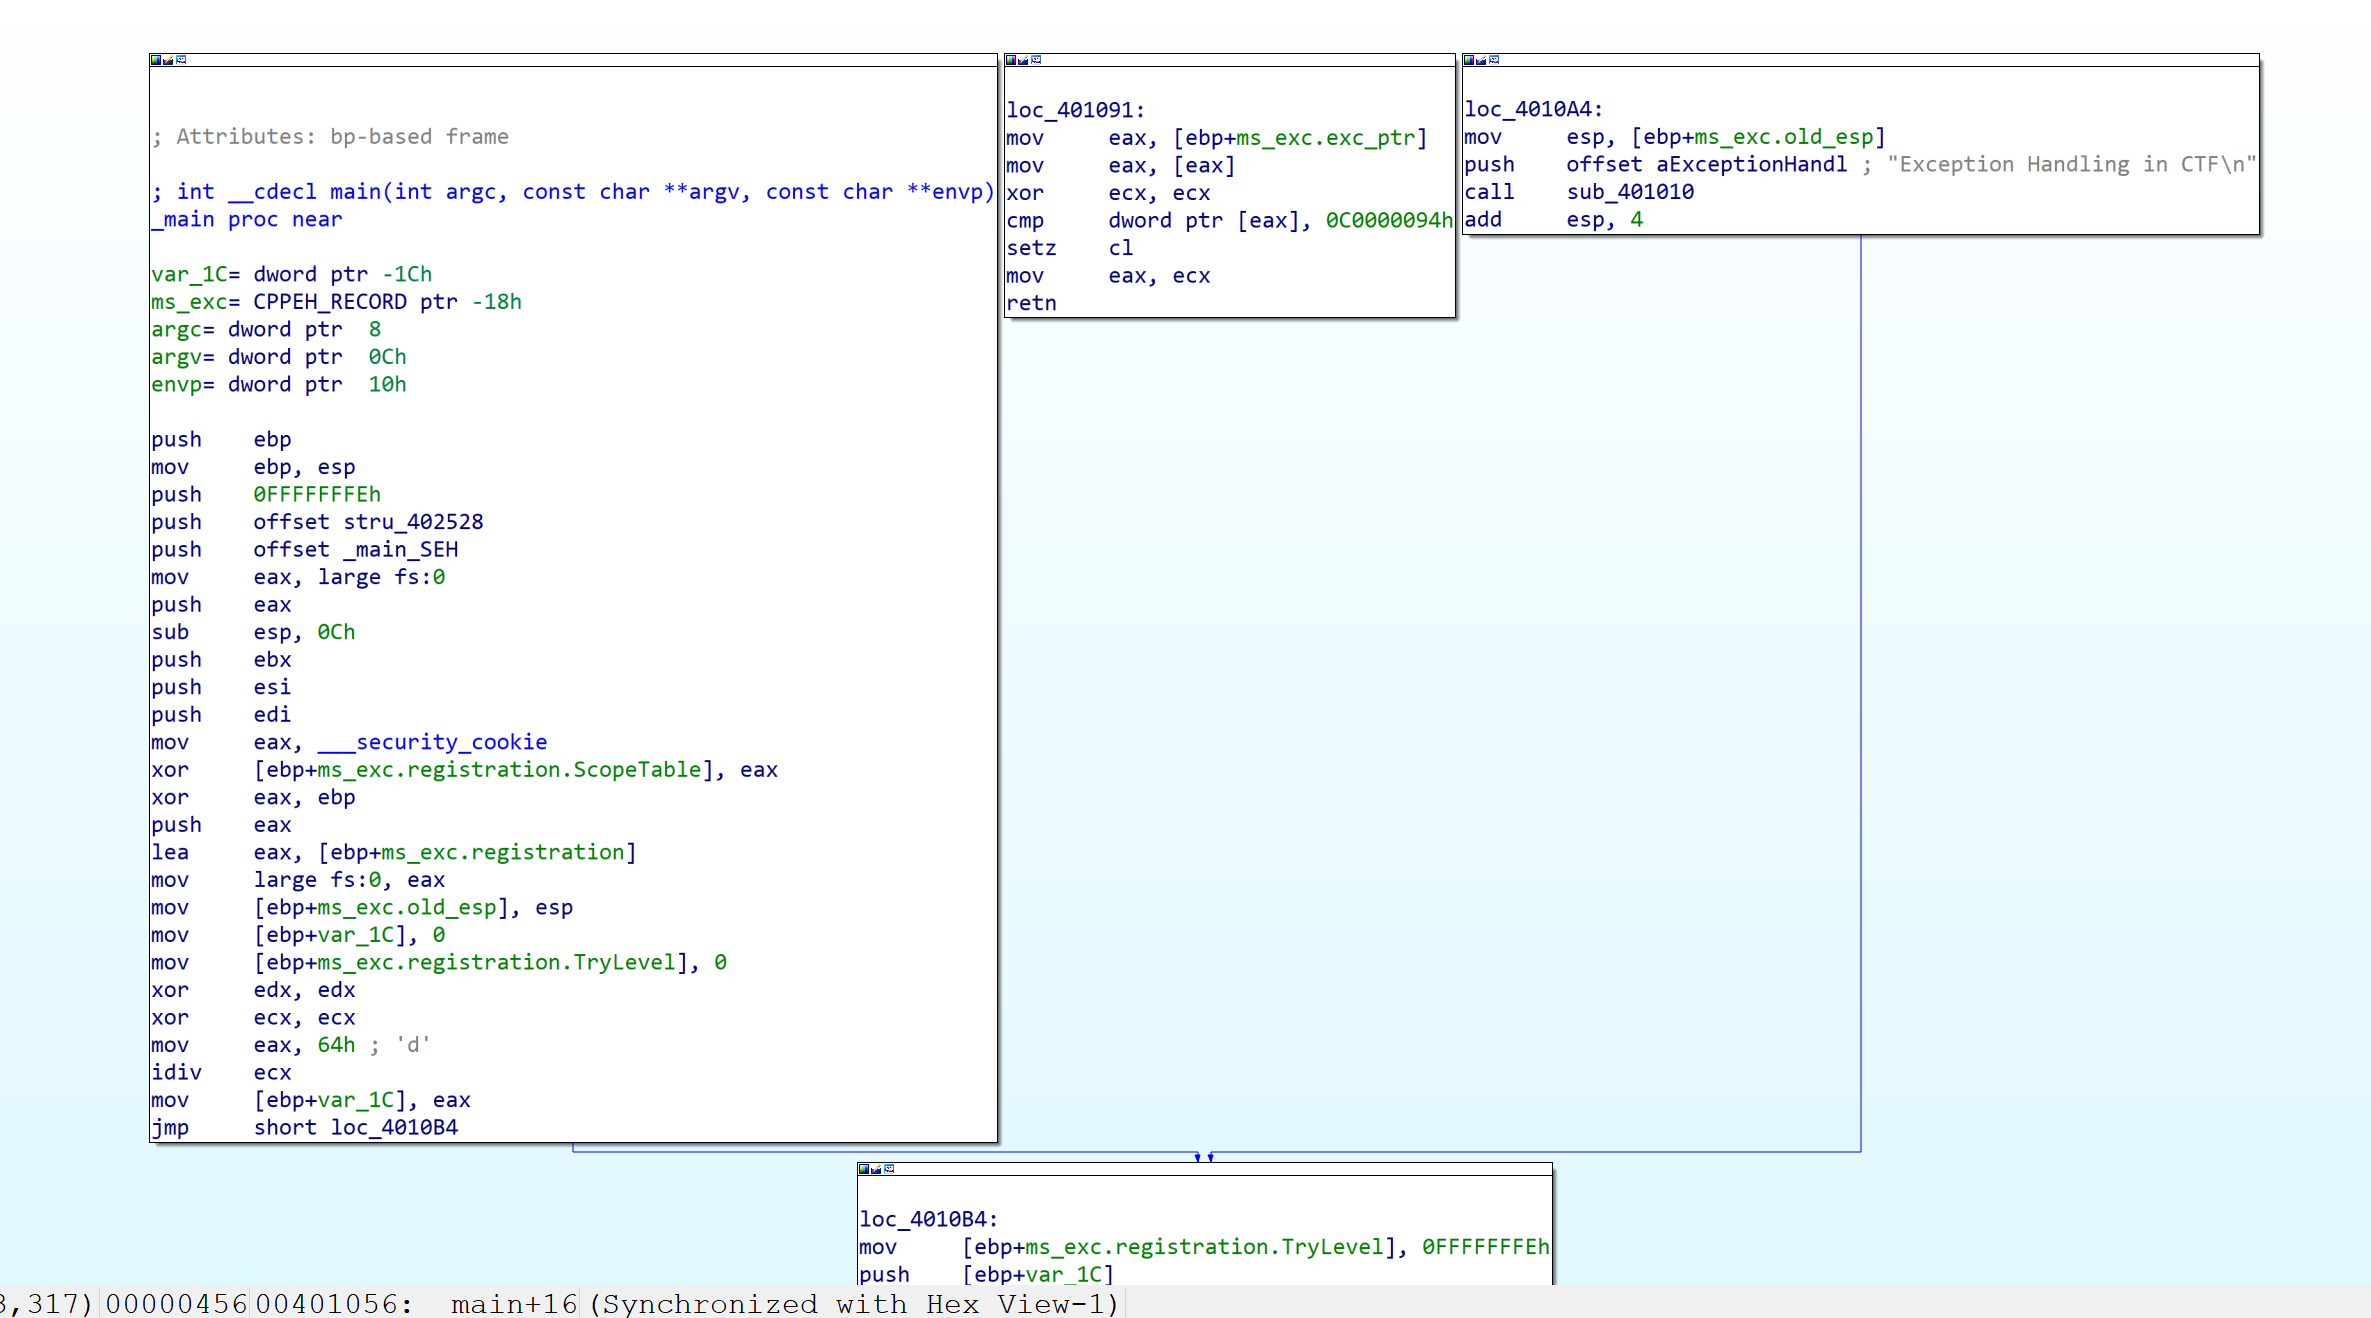 ; Attributes: bp-based frame
; int __cdecl main(int argc, const char **argv, const char **envp)
_main proc near
var_1C= dword ptr -1Ch
ms_exc= CPPEH_RECORD ptr -18h
argc= dword ptr  8
argv= dword ptr  0Ch
envp= dword ptr  10h
push    ebp
mov     ebp, esp
push    0FFFFFFFEh
push    offset stru_402528
push    offset _main_SEH
mov     eax, large fs:0
push    eax
sub     esp, 0Ch
push    ebx
push    esi
push    edi
mov     eax, ___security_cookie
xor     [ebp+ms_exc.registration.ScopeTable], eax
xor     eax, ebp
push    eax
lea     eax, [ebp+ms_exc.registration]
mov     large fs:0, eax
mov     [ebp+ms_exc.old_esp], esp
mov     [ebp+var_1C], 0
mov     [ebp+ms_exc.registration.TryLevel], 0
xor     edx, edx
xor     ecx, ecx
mov     eax, 64h ; 'd'
idiv    ecx
mov     [ebp+var_1C], eax
jmp     short loc_4010B4
loc_401091:
mov     eax, [ebp+ms_exc.exc_ptr]
mov     eax, [eax]
xor     ecx, ecx
cmp     dword ptr [eax], 0C0000094h
setz    cl
mov     eax, ecx
retn
loc_4010A4:
mov     esp, [ebp+ms_exc.old_esp]
push    offset aExceptionHandl ; "Exception Handling in CTF\n"
call    sub_401010
add     esp, 4
loc_4010B4:
mov     [ebp+ms_exc.registration.TryLevel], 0FFFFFFFEh
push    [ebp+var_1C]
,317) 00000456 00401056: main+16 (Synchronized with Hex View-1)